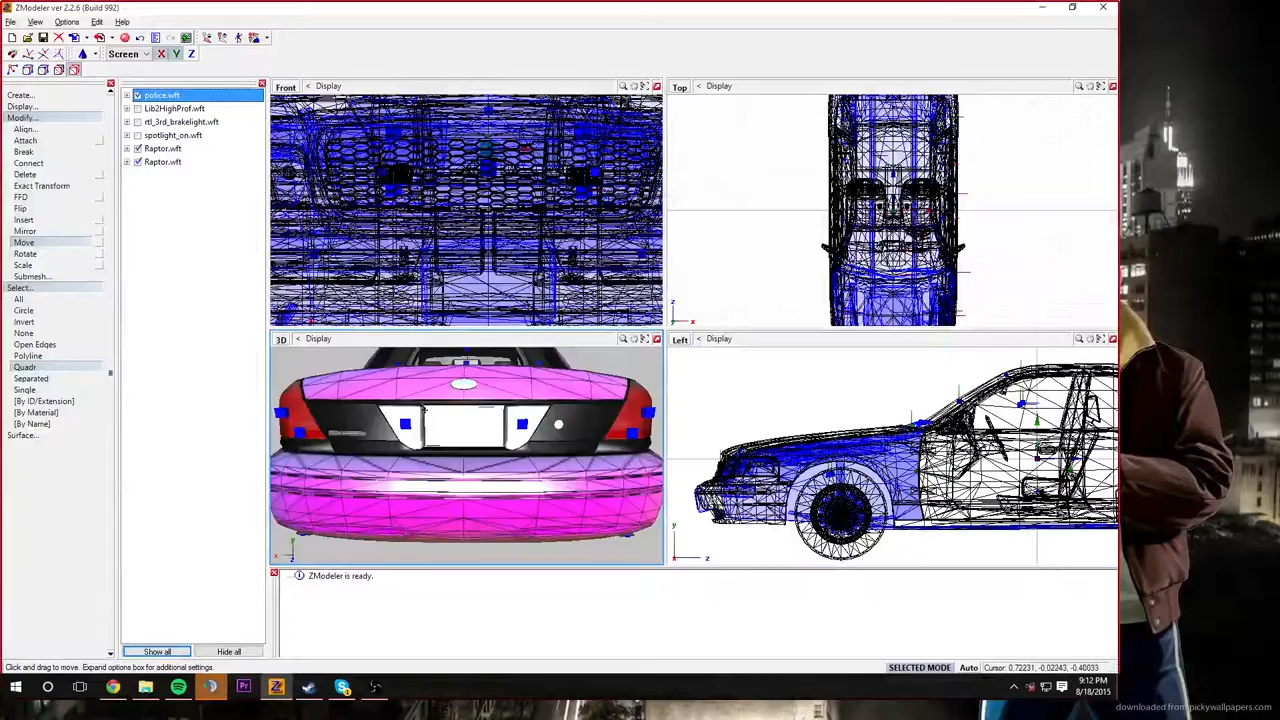 ZModeler ver 2.2.6 (Build 992)
File View Options Edit Help
Screen X Y Z
Create...
Display...
Modify...
Align...
Attach
Break
Connect
Delete
Exact Transform
FFD
Flip
Insert
Mirror
Move
Rotate
Scale
Submesh...
Select...
All
Circle
Invert
None
Open Edges
Polyline
Quadr
Separated
Single
[By ID/Extension]
[By Material]
[By Name]
Surface...
police.wft
Lib2HighProf.wft
rtl_3rd_brakelight.wft
spotlight_on.wft
Raptor.wft
Raptor.wft
Show all Hide all
Front < Display
Top < Display
z
x
3D < Display
y
x
z
Left < Display
y
z
ZModeler is ready.
Click and drag to move. Expand options box for additional settings.
SELECTED MODE Auto Cursor: 0.72231, -0.02243, -0.40033
9:12 PM
8/18/2015
downloaded from pickywallpapers.com